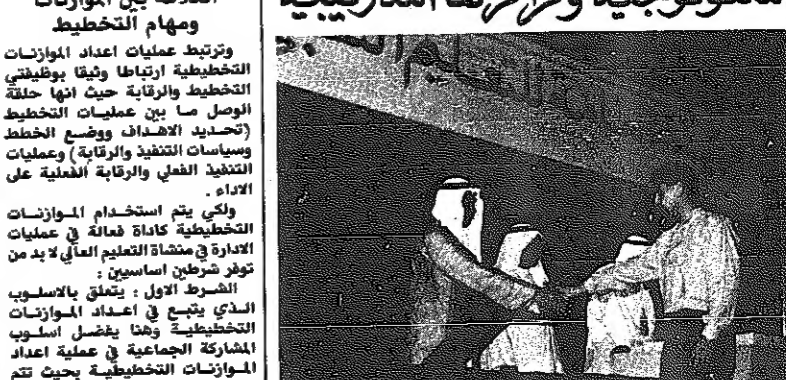 العلاقة بين الموازنات
ومهام التخطيط
وترتبط عمليات اعداد الموازنات
التخطيطية ارتباطا وثيقا بوظيفتي
التخطيط والرقابة حيث انها حلقة
الوصل ما بين عمليات التخطيط
(تحديد الاهداف ووضع الخطط
وسياسات التنفيذ والرقابة) وعمليات
التنفيذ الفعلي والرقابة الفعلية على
الاداء .
ولكي يتم استخدام الموازنات
التخطيطية كاداة فعالة في عمليات
الادارة في منشاة التعليم العالي لا بد من
توفر شرطين اساسيين :
الشرط الاول : يتعلق بالاسلوب
الذي يتبع في اعداد الموازنات
التخطيطية وهنا يفضل اسلوب
المشاركة الجماعية في عملية اعداد
الموازنات التخطيطية بحيث تتم